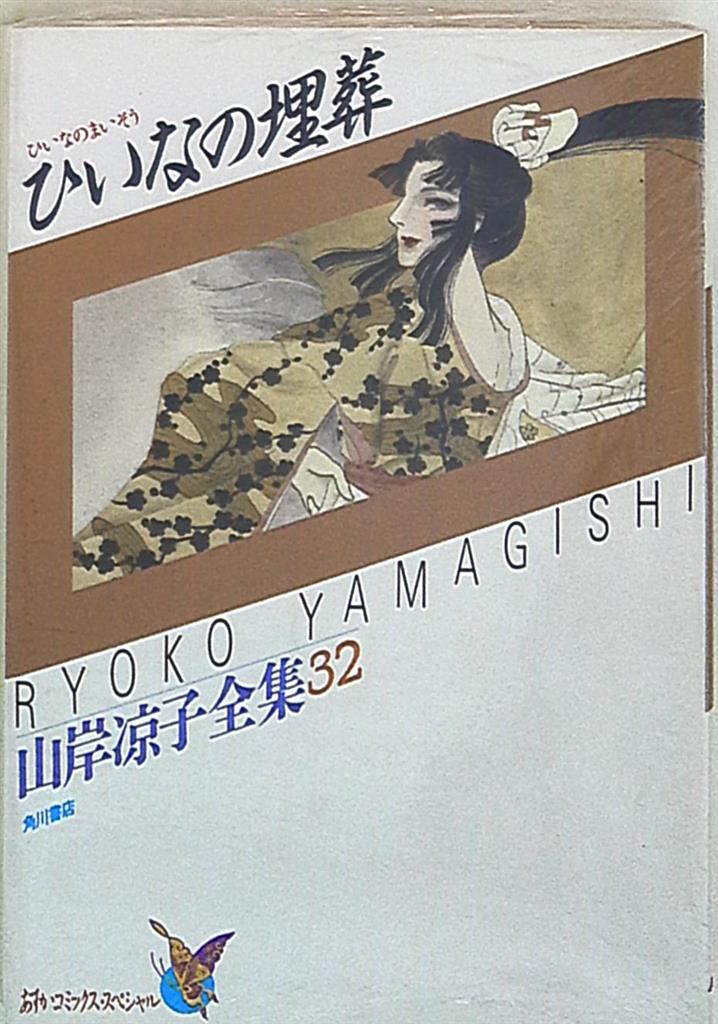 ひいなのまいそう
ひいなの埋葬
RYOKO YAMAGISHI
山岸凉子全集32
角川書店
あすかコミックス・スペシャル